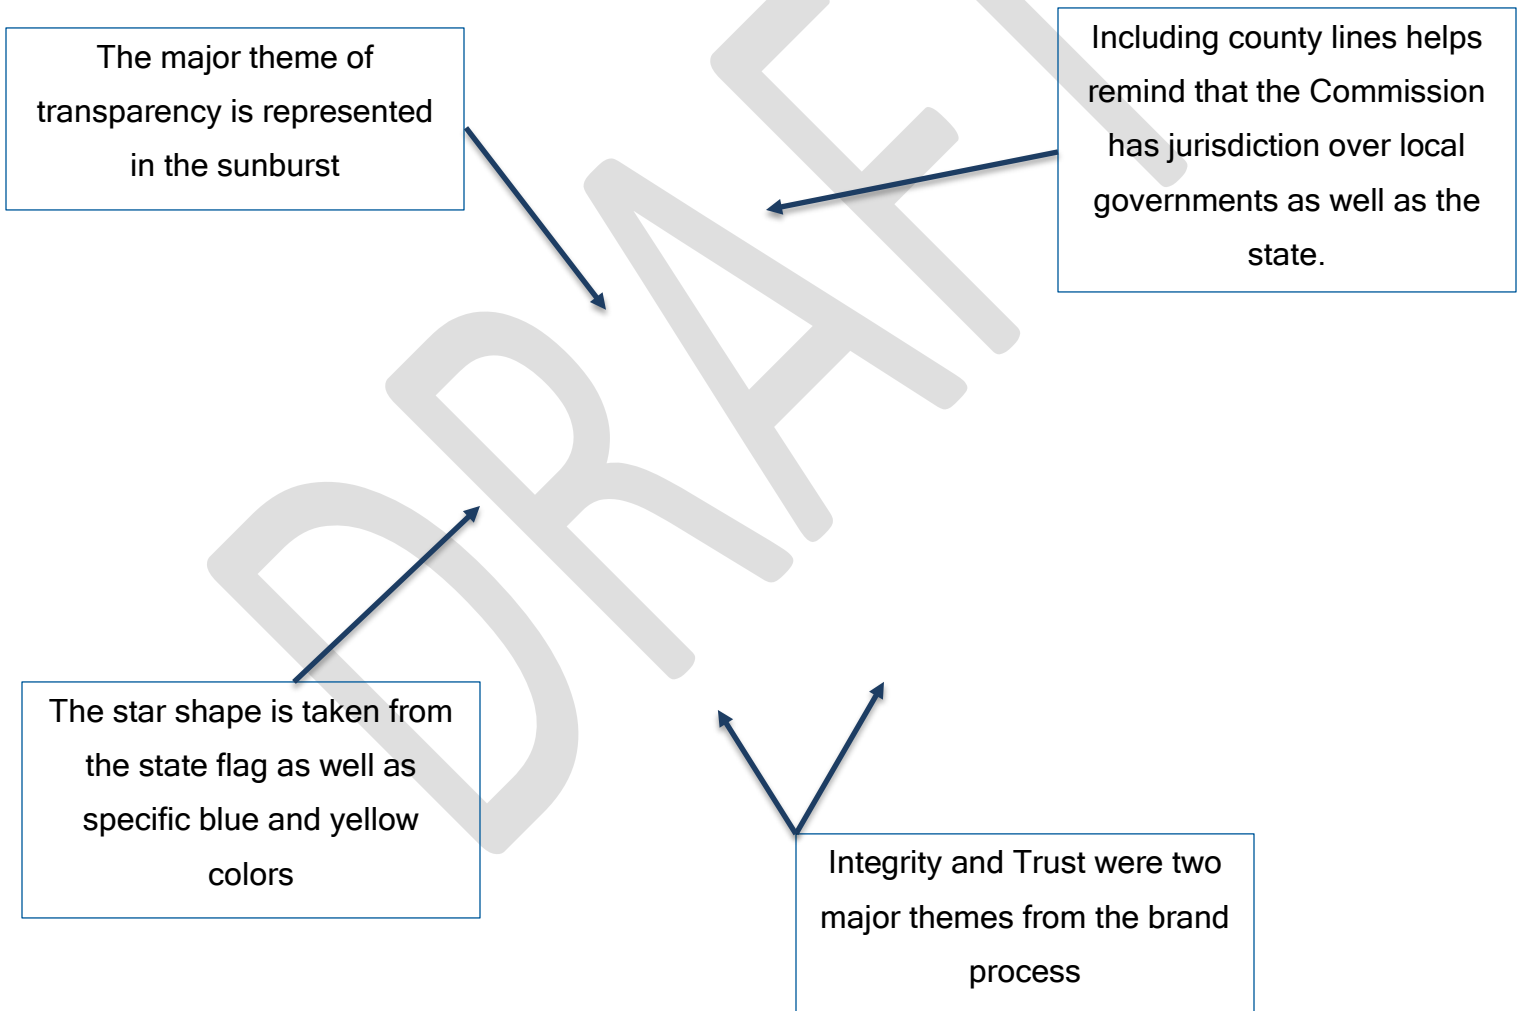 The major theme of
transparency is represented
in the sunburst
Including county lines helps
remind that the Commission
has jurisdiction over local
governments as well as the
state.
DRAFT
The star shape is taken from
the state flag as well as
specific blue and yellow
colors
Integrity and Trust were two
major themes from the brand
process